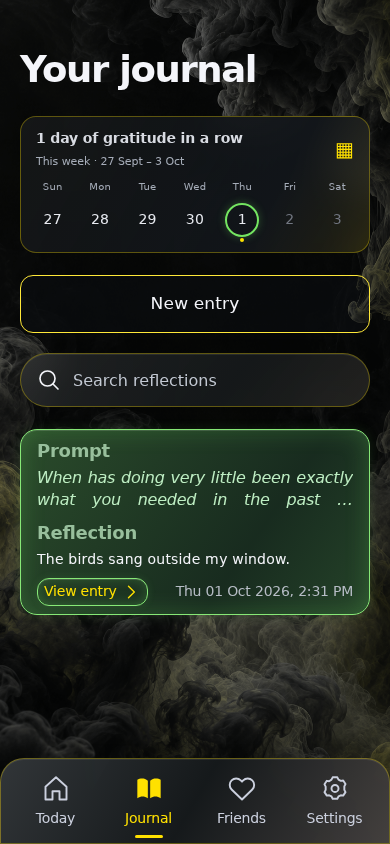 Your journal
1 day of gratitude in a row
This week · 27 Sept – 3 Oct
Sun Mon Tue Wed Thu Fri Sat
27 28 29 30 1 2 3
New entry
Search reflections
Prompt
When has doing very little been exactly
what you needed in the past …
Reflection
The birds sang outside my window.
View entry
Thu 01 Oct 2026, 2:31 PM
Today Journal Friends Settings